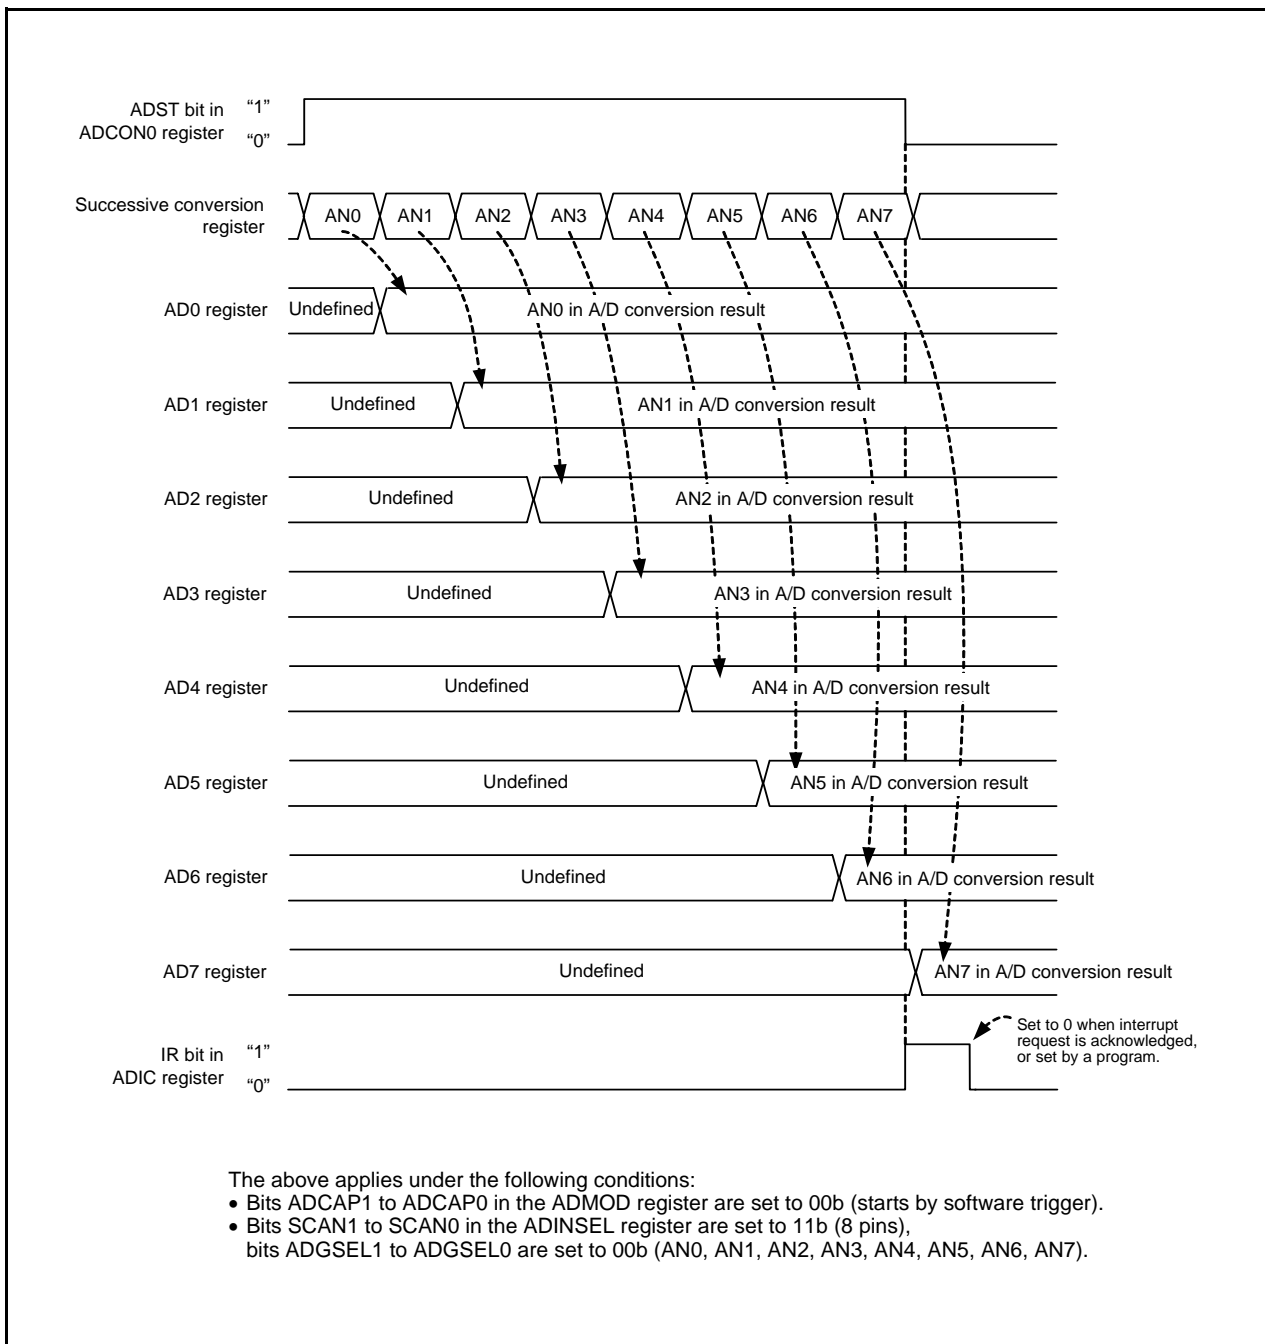 ADST bit in “1”
ADCON0 register “0”
Successive conversion
register
AN0 AN1 AN2 AN3 AN4 AN5 AN6 AN7
AD0 register Undefined AN0 in A/D conversion result
AD1 register Undefined AN1 in A/D conversion result
AD2 register Undefined AN2 in A/D conversion result
AD3 register Undefined AN3 in A/D conversion result
AD4 register Undefined AN4 in A/D conversion result
AD5 register Undefined AN5 in A/D conversion result
AD6 register Undefined AN6 in A/D conversion result
AD7 register Undefined AN7 in A/D conversion result
Set to 0 when interrupt
request is acknowledged,
or set by a program.
IR bit in “1”
ADIC register “0”
The above applies under the following conditions:
• Bits ADCAP1 to ADCAP0 in the ADMOD register are set to 00b (starts by software trigger).
• Bits SCAN1 to SCAN0 in the ADINSEL register are set to 11b (8 pins),
bits ADGSEL1 to ADGSEL0 are set to 00b (AN0, AN1, AN2, AN3, AN4, AN5, AN6, AN7).